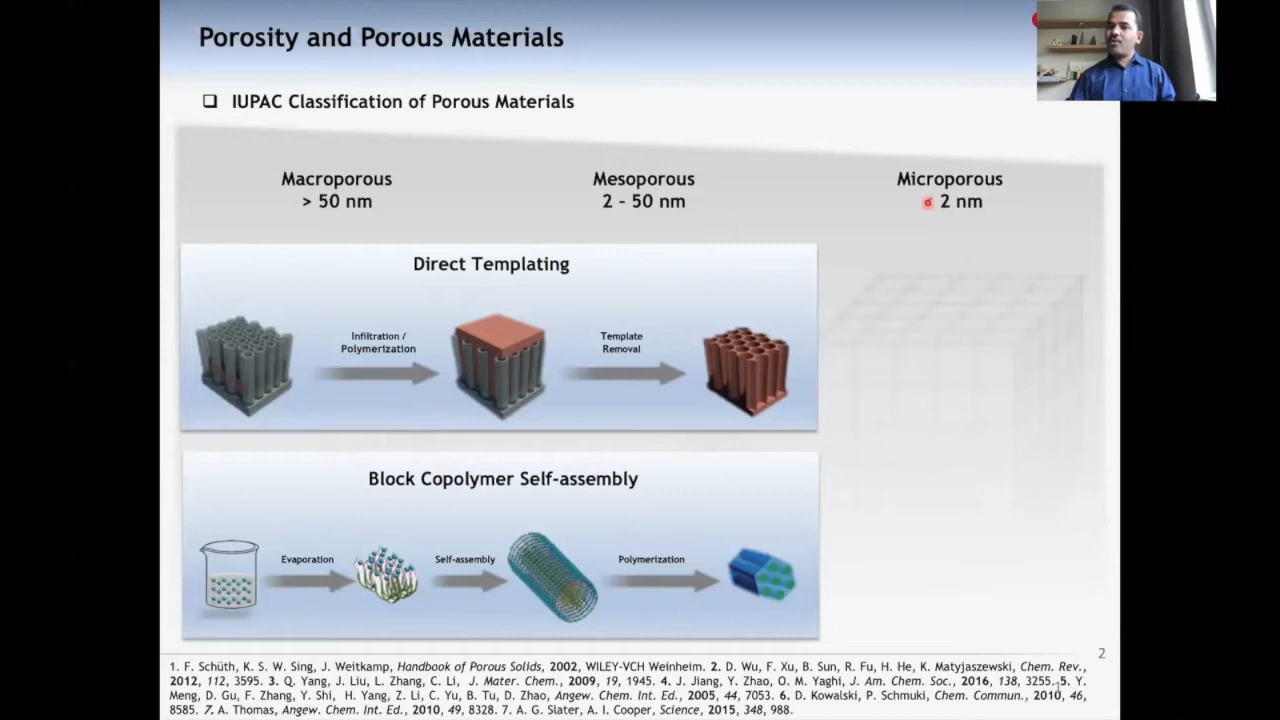 Porosity and Porous Materials
❑ IUPAC Classification of Porous Materials
Macroporous
> 50 nm
Mesoporous
2 – 50 nm
Microporous
2 nm
Direct Templating
Infiltration /
Polymerization
Template
Removal
Block Copolymer Self-assembly
Evaporation
Self-assembly
Polymerization
2
1. F. Schüth, K. S. W. Sing, J. Weitkamp, Handbook of Porous Solids, 2002, WILEY-VCH Weinheim. 2. D. Wu, F. Xu, B. Sun, R. Fu, H. He, K. Matyjaszewski, Chem. Rev.,
2012, 112, 3595. 3. Q. Yang, J. Liu, L. Zhang, C. Li, J. Mater. Chem., 2009, 19, 1945. 4. J. Jiang, Y. Zhao, O. M. Yaghi, J. Am. Chem. Soc., 2016, 138, 3255. 5. Y.
Meng, D. Gu, F. Zhang, Y. Shi, H. Yang, Z. Li, C. Yu, B. Tu, D. Zhao, Angew. Chem. Int. Ed., 2005, 44, 7053. 6. D. Kowalski, P. Schmuki, Chem. Commun., 2010, 46,
8585. 7. A. Thomas, Angew. Chem. Int. Ed., 2010, 49, 8328. 7. A. G. Slater, A. I. Cooper, Science, 2015, 348, 988.